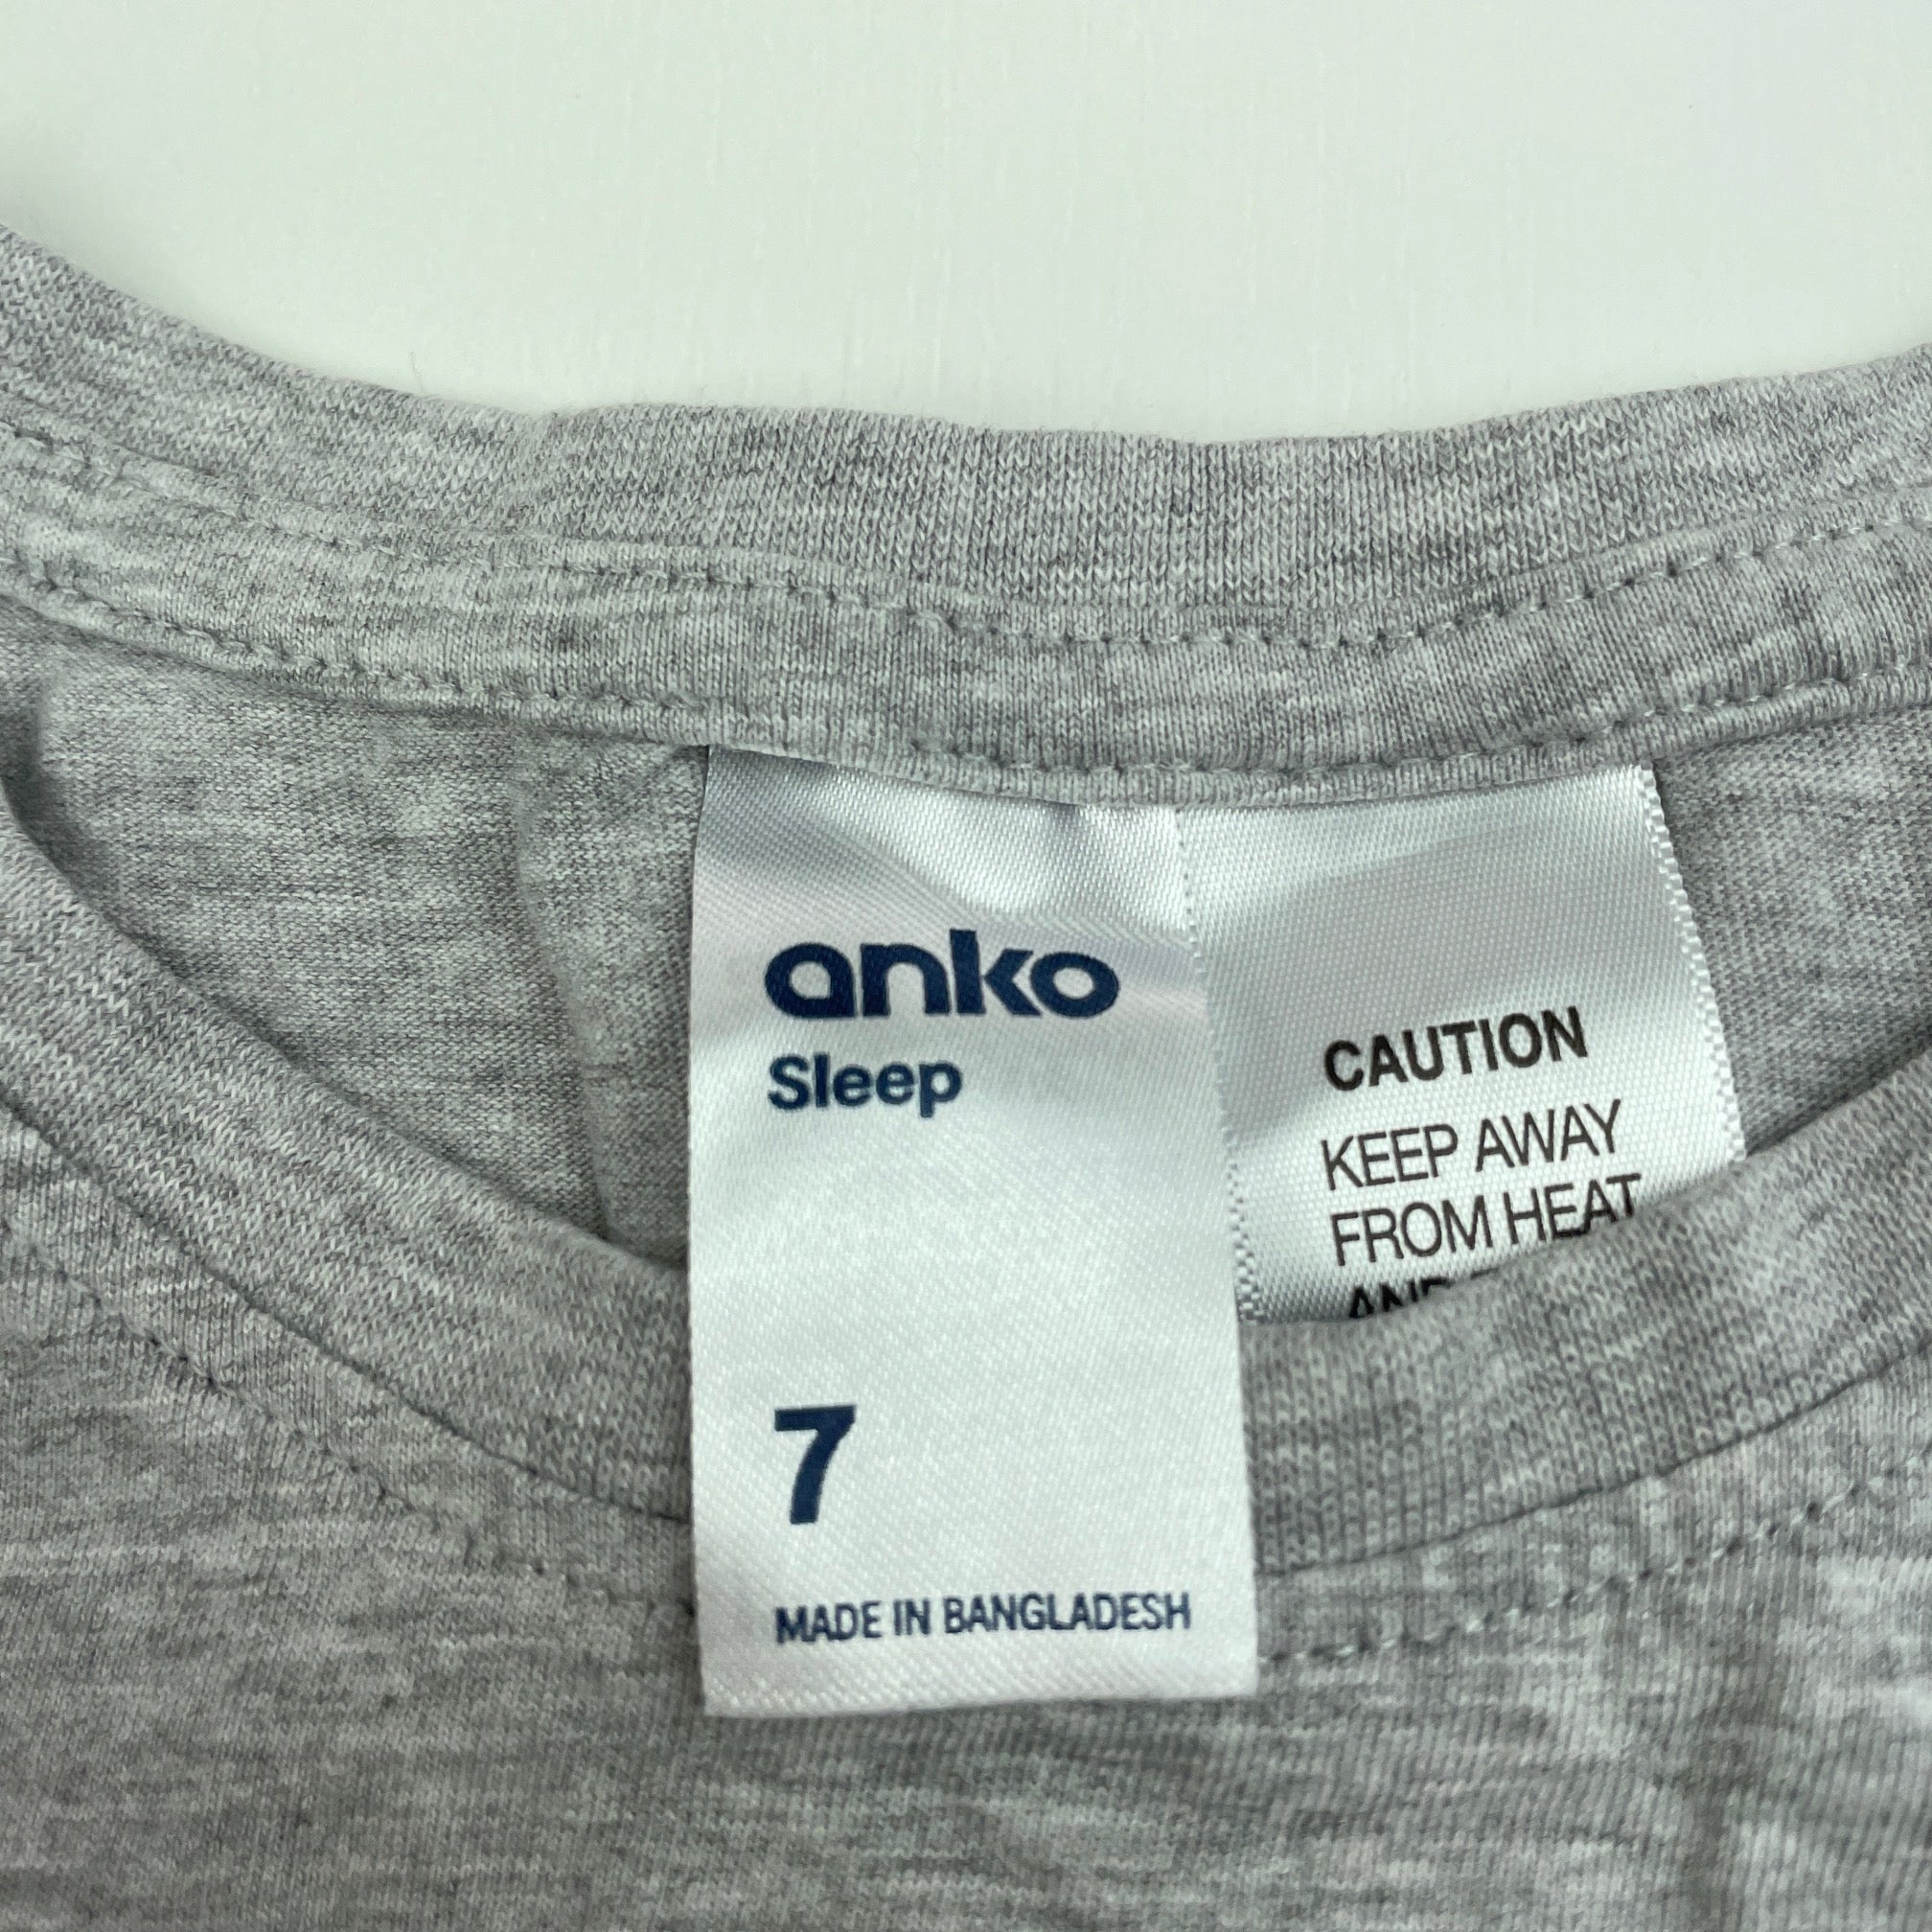 anko
Sleep
7
MADE IN BANGLADESH
CAUTION
KEEP AWAY
FROM HEAT